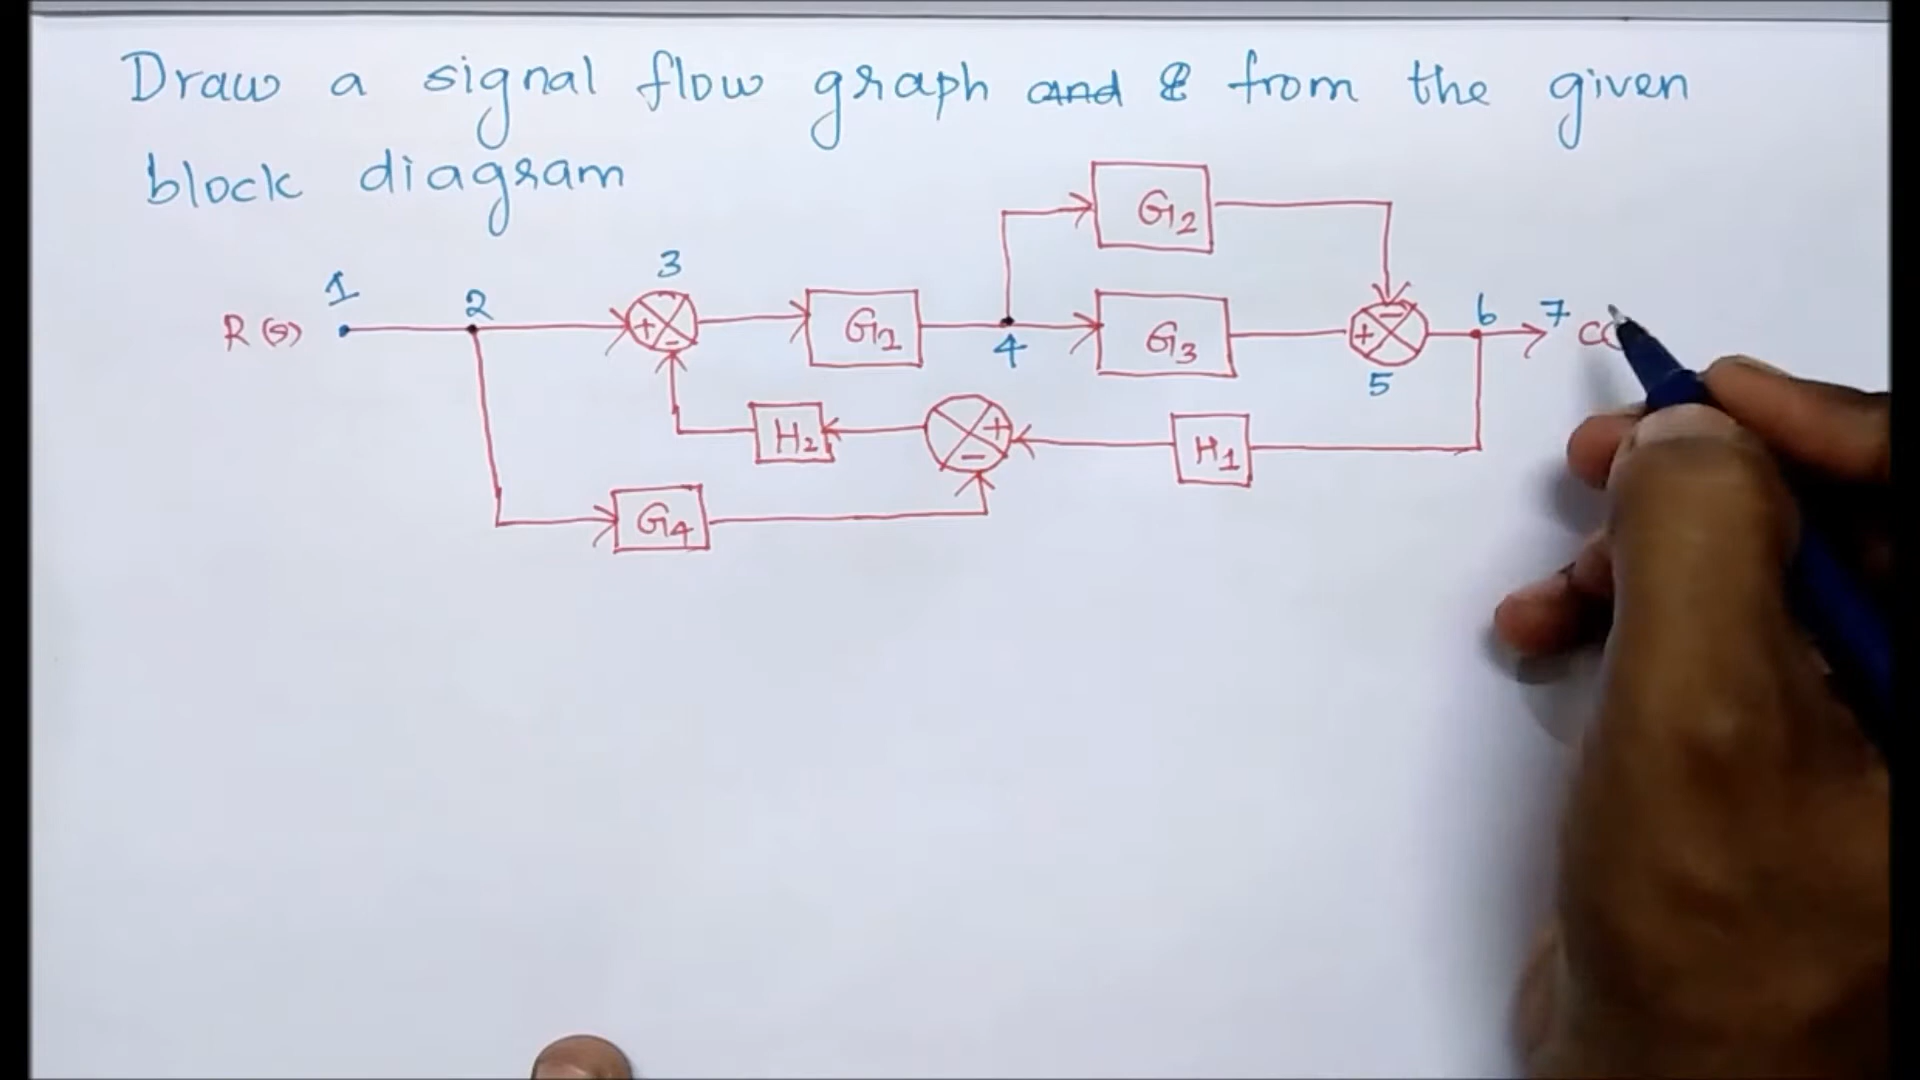 Draw a signal flow graph and & from the given
block diagram
G2
3
1
2
R(s)
+
-
G1
4
G3
+
-
5
6
7
H2
+
-
H1
G4